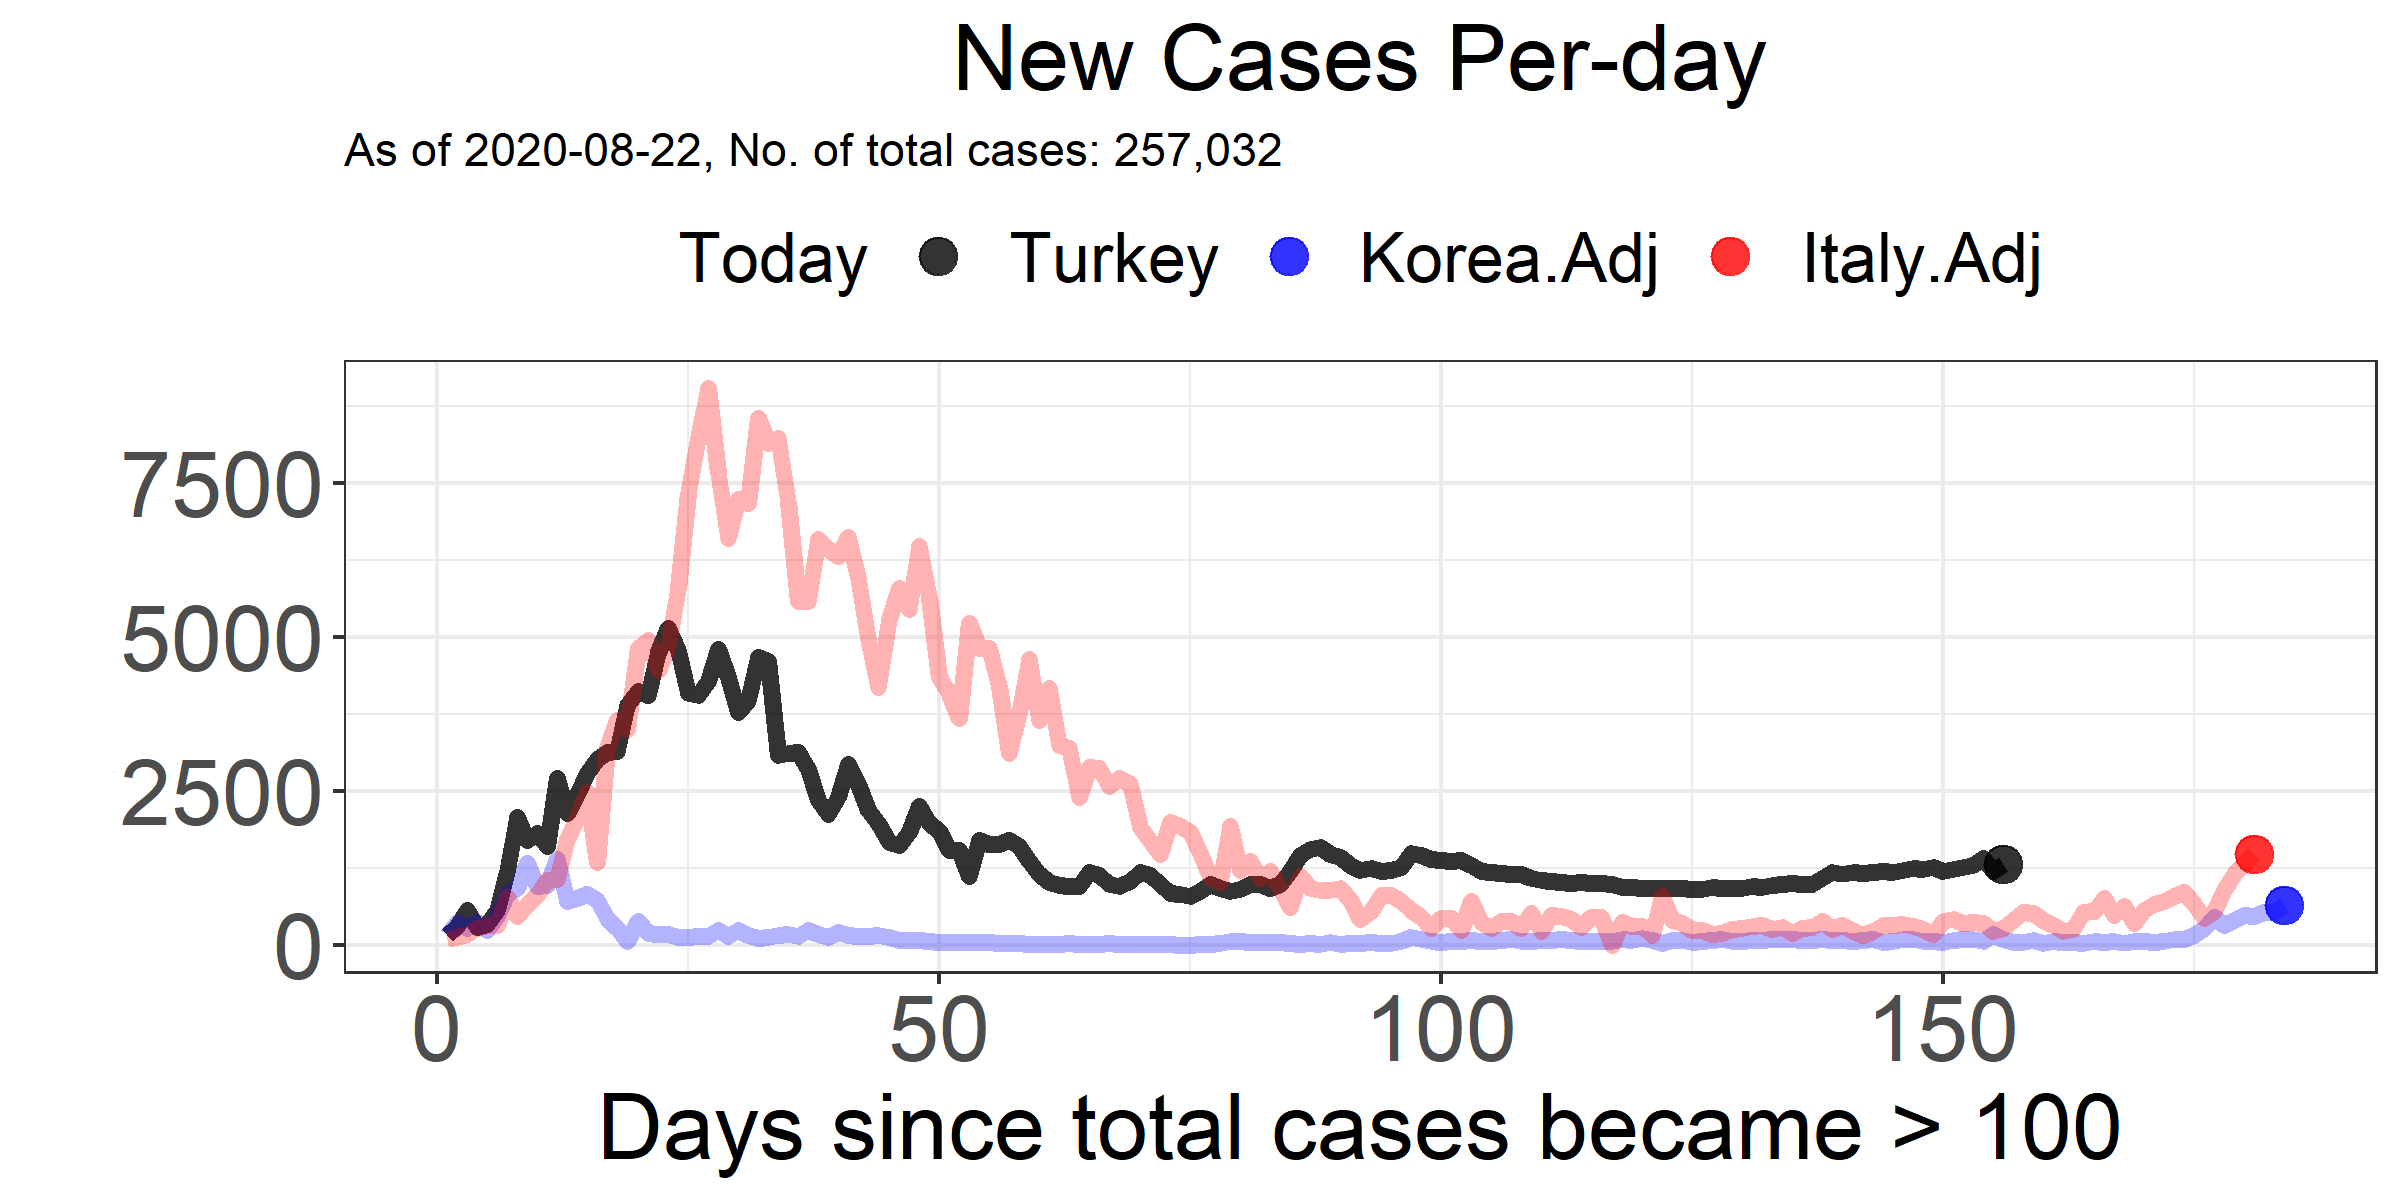 New Cases Per-day
As of 2020-08-22, No. of total cases: 257,032
Today Turkey Korea.Adj Italy.Adj
7500
5000
2500
0
0 50 100 150
Days since total cases became > 100